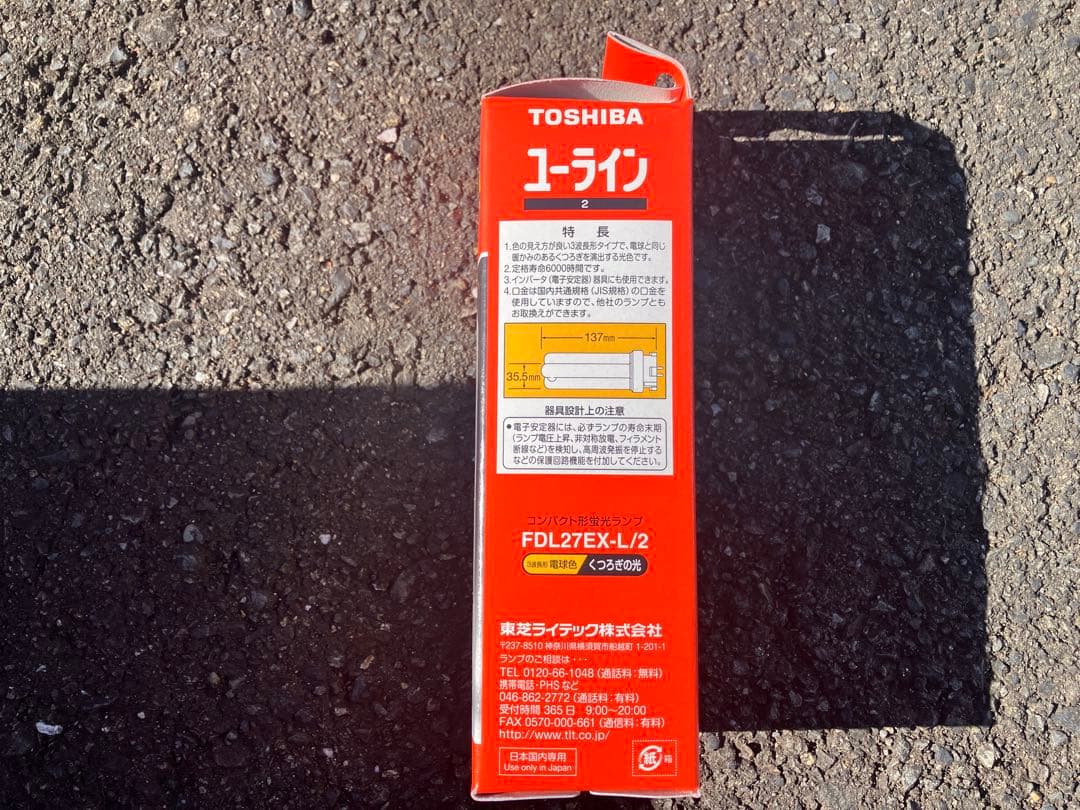 TOSHIBA
ユーライン
2
特 長
1.色の見え方が良い3波長形タイプで、電球と同じ
暖かみのあるくつろぎを演出する光色です。
2.定格寿命6000時間です。
3.インバータ(電子安定器)器具にも使用できます。
4.口金は国内共通規格(JIS規格)の口金を
使用していますので、他社のランプとも
お取換えができます。
137mm
35.5mm
器具設計上の注意
●電子安定器には、必ずランプの寿命末期
(ランプ電圧上昇、非対称放電、フィラメント
断線など)を検知し、高周波発振を停止する
などの保護回路機能を付加してください。
コンパクト形蛍光ランプ
FDL27EX-L/2
3波長形 電球色 くつろぎの光
東芝ライテック株式会社
〒237-8510 神奈川県横須賀市船越町 1-201-1
ランプのご相談は・・・
TEL 0120-66-1048 (通話料:無料)
携帯電話・PHSなど
046-862-2772 (通話料:有料)
受付時間 365日 9:00~20:00
FAX 0570-000-661 (通信料:有料)
http://www.tlt.co.jp/
日本国内専用
Use only in Japan
紙 箱